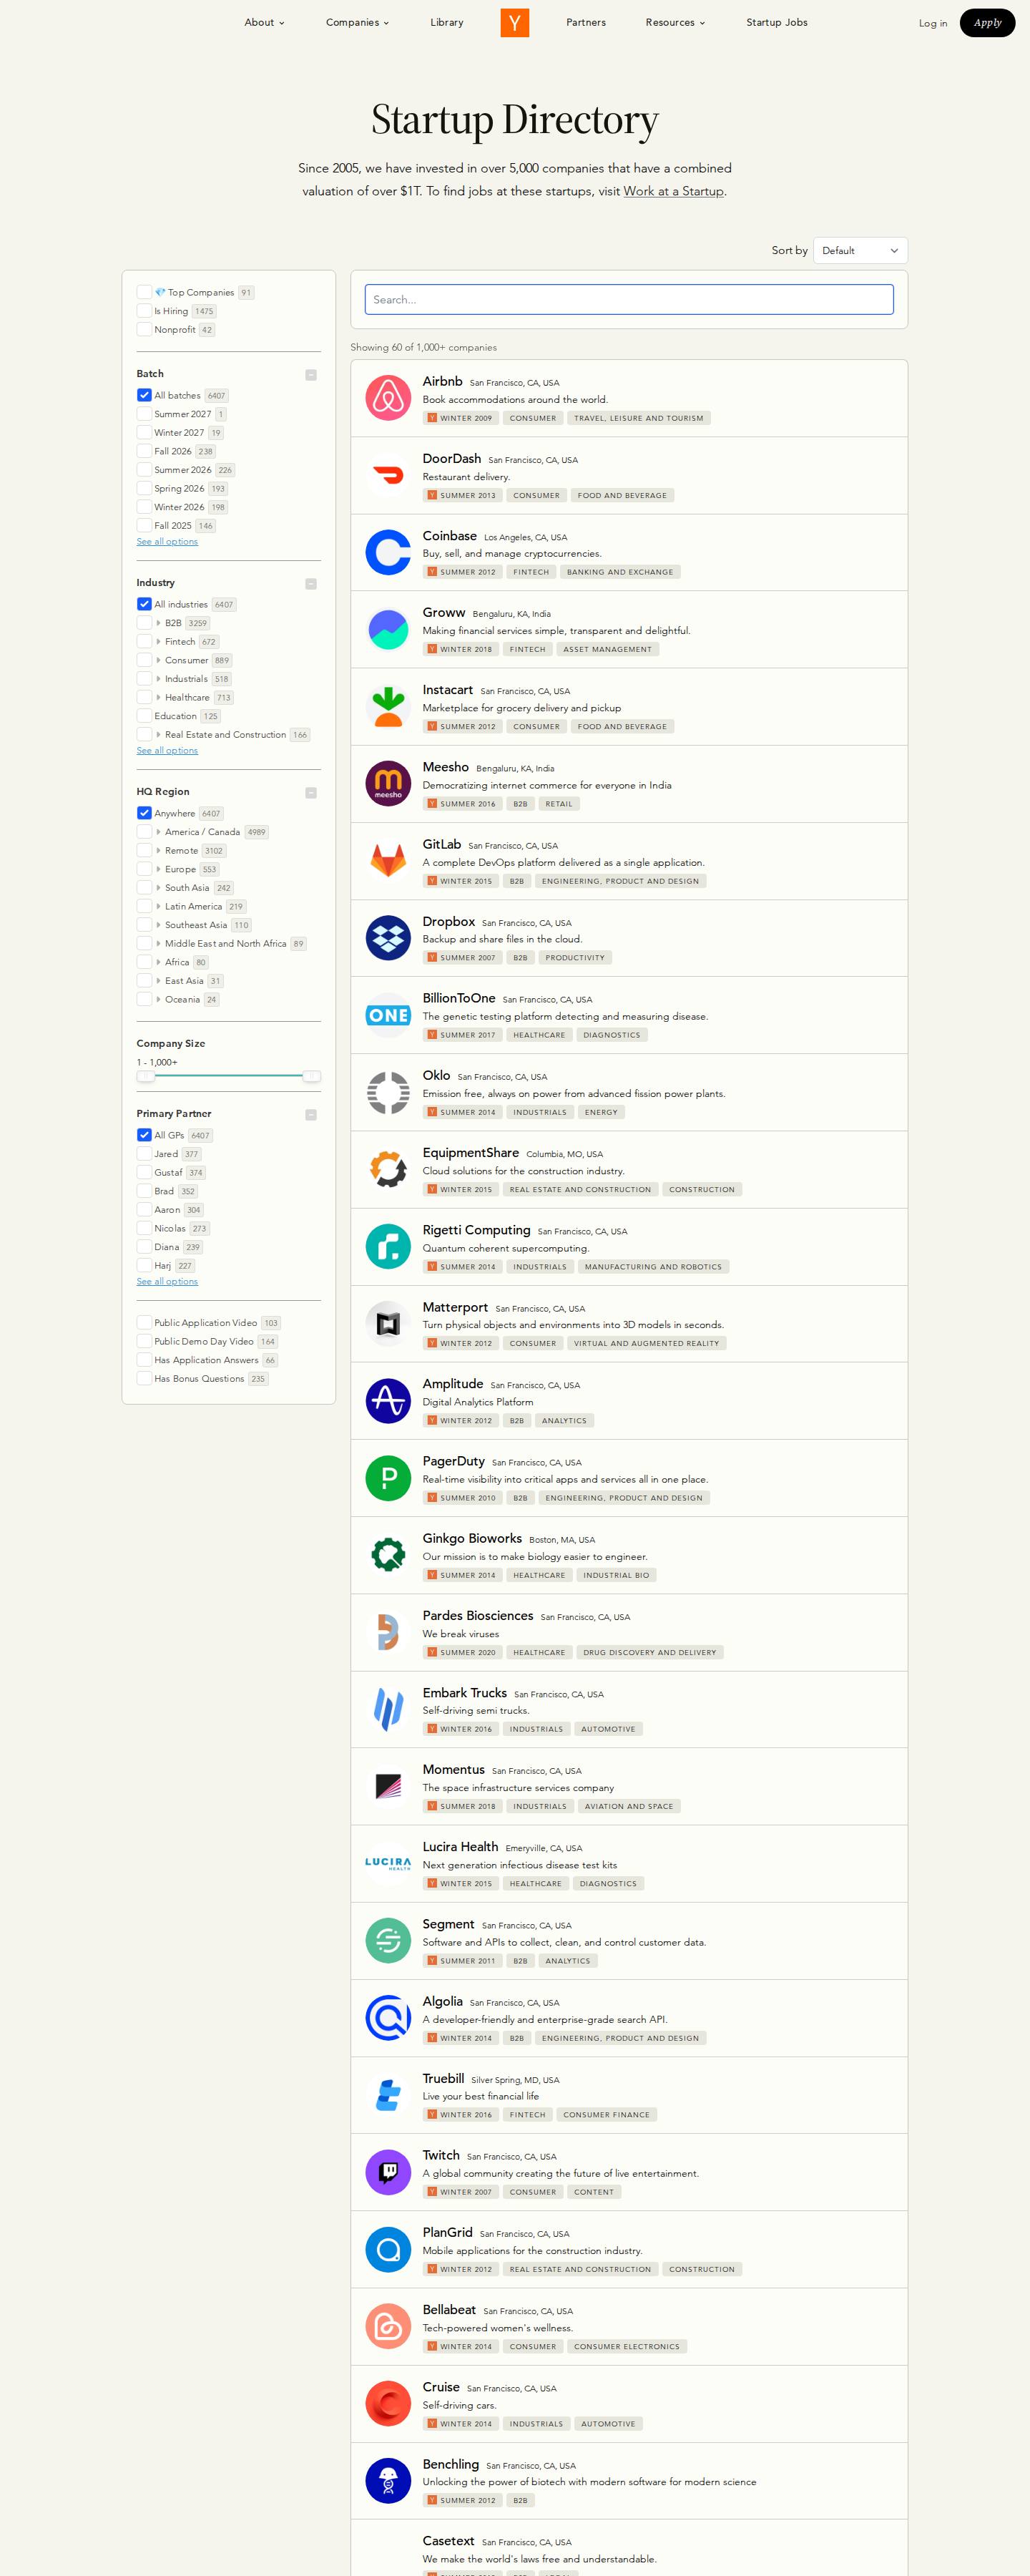 About
Companies
Library
Y
Partners
Resources
Startup Jobs
Log in
Apply
Startup Directory
Since 2005, we have invested in over 5,000 companies that have a combined
valuation of over $1T. To find jobs at these startups, visit Work at a Startup.
Sort by
Default
💎 Top Companies 91
Is Hiring 1475
Nonprofit 42
Batch
All batches 6407
Summer 2027 1
Winter 2027 19
Fall 2026 238
Summer 2026 226
Spring 2026 193
Winter 2026 198
Fall 2025 146
See all options
Industry
All industries 6407
B2B 3259
Fintech 672
Consumer 889
Industrials 518
Healthcare 713
Education 125
Real Estate and Construction 166
See all options
HQ Region
Anywhere 6407
America / Canada 4989
Remote 3102
Europe 553
South Asia 242
Latin America 219
Southeast Asia 110
Middle East and North Africa 89
Africa 80
East Asia 31
Oceania 24
Company Size
1 - 1,000+
Primary Partner
All GPs 6407
Jared 377
Gustaf 374
Brad 352
Aaron 304
Nicolas 273
Diana 239
Harj 227
See all options
Public Application Video 103
Public Demo Day Video 164
Has Application Answers 66
Has Bonus Questions 235
Search...
Showing 60 of 1,000+ companies
Airbnb San Francisco, CA, USA
Book accommodations around the world.
Y WINTER 2009 CONSUMER TRAVEL, LEISURE AND TOURISM
DoorDash San Francisco, CA, USA
Restaurant delivery.
Y SUMMER 2013 CONSUMER FOOD AND BEVERAGE
Coinbase Los Angeles, CA, USA
Buy, sell, and manage cryptocurrencies.
Y SUMMER 2012 FINTECH BANKING AND EXCHANGE
Groww Bengaluru, KA, India
Making financial services simple, transparent and delightful.
Y WINTER 2018 FINTECH ASSET MANAGEMENT
Instacart San Francisco, CA, USA
Marketplace for grocery delivery and pickup
Y SUMMER 2012 CONSUMER FOOD AND BEVERAGE
meesho
Meesho Bengaluru, KA, India
Democratizing internet commerce for everyone in India
Y SUMMER 2016 B2B RETAIL
GitLab San Francisco, CA, USA
A complete DevOps platform delivered as a single application.
Y WINTER 2015 B2B ENGINEERING, PRODUCT AND DESIGN
Dropbox San Francisco, CA, USA
Backup and share files in the cloud.
Y SUMMER 2007 B2B PRODUCTIVITY
ONE
BillionToOne San Francisco, CA, USA
The genetic testing platform detecting and measuring disease.
Y SUMMER 2017 HEALTHCARE DIAGNOSTICS
Oklo San Francisco, CA, USA
Emission free, always on power from advanced fission power plants.
Y SUMMER 2014 INDUSTRIALS ENERGY
EquipmentShare Columbia, MO, USA
Cloud solutions for the construction industry.
Y WINTER 2015 REAL ESTATE AND CONSTRUCTION CONSTRUCTION
Rigetti Computing San Francisco, CA, USA
Quantum coherent supercomputing.
Y SUMMER 2014 INDUSTRIALS MANUFACTURING AND ROBOTICS
Matterport San Francisco, CA, USA
Turn physical objects and environments into 3D models in seconds.
Y WINTER 2012 CONSUMER VIRTUAL AND AUGMENTED REALITY
Amplitude San Francisco, CA, USA
Digital Analytics Platform
Y WINTER 2012 B2B ANALYTICS
PagerDuty San Francisco, CA, USA
Real-time visibility into critical apps and services all in one place.
Y SUMMER 2010 B2B ENGINEERING, PRODUCT AND DESIGN
Ginkgo Bioworks Boston, MA, USA
Our mission is to make biology easier to engineer.
Y SUMMER 2014 HEALTHCARE INDUSTRIAL BIO
Pardes Biosciences San Francisco, CA, USA
We break viruses
Y SUMMER 2020 HEALTHCARE DRUG DISCOVERY AND DELIVERY
Embark Trucks San Francisco, CA, USA
Self-driving semi trucks.
Y WINTER 2016 INDUSTRIALS AUTOMOTIVE
Momentus San Francisco, CA, USA
The space infrastructure services company
Y SUMMER 2018 INDUSTRIALS AVIATION AND SPACE
LUCIRA
HEALTH
Lucira Health Emeryville, CA, USA
Next generation infectious disease test kits
Y WINTER 2015 HEALTHCARE DIAGNOSTICS
Segment San Francisco, CA, USA
Software and APIs to collect, clean, and control customer data.
Y SUMMER 2011 B2B ANALYTICS
Algolia San Francisco, CA, USA
A developer-friendly and enterprise-grade search API.
Y WINTER 2014 B2B ENGINEERING, PRODUCT AND DESIGN
Truebill Silver Spring, MD, USA
Live your best financial life
Y WINTER 2016 FINTECH CONSUMER FINANCE
Twitch San Francisco, CA, USA
A global community creating the future of live entertainment.
Y WINTER 2007 CONSUMER CONTENT
PlanGrid San Francisco, CA, USA
Mobile applications for the construction industry.
Y WINTER 2012 REAL ESTATE AND CONSTRUCTION CONSTRUCTION
Bellabeat San Francisco, CA, USA
Tech-powered women's wellness.
Y WINTER 2014 CONSUMER CONSUMER ELECTRONICS
Cruise San Francisco, CA, USA
Self-driving cars.
Y WINTER 2014 INDUSTRIALS AUTOMOTIVE
Benchling San Francisco, CA, USA
Unlocking the power of biotech with modern software for modern science
Y SUMMER 2012 B2B
Casetext San Francisco, CA, USA
We make the world's laws free and understandable.